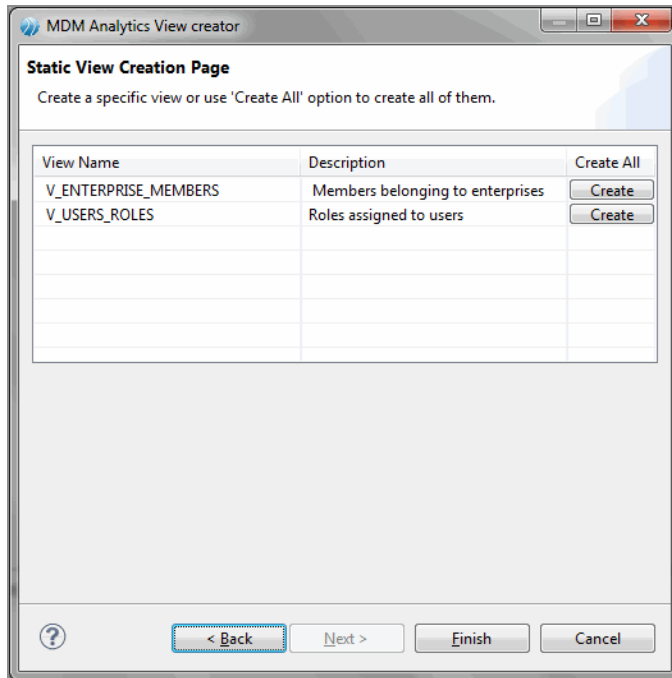 MDM Analytics View creator
Static View Creation Page
Create a specific view or use 'Create All' option to create all of them.
View Name Description Create All
V_ENTERPRISE_MEMBERS Members belonging to enterprises Create
V_USERS_ROLES Roles assigned to users Create
? < Back Next > Finish Cancel